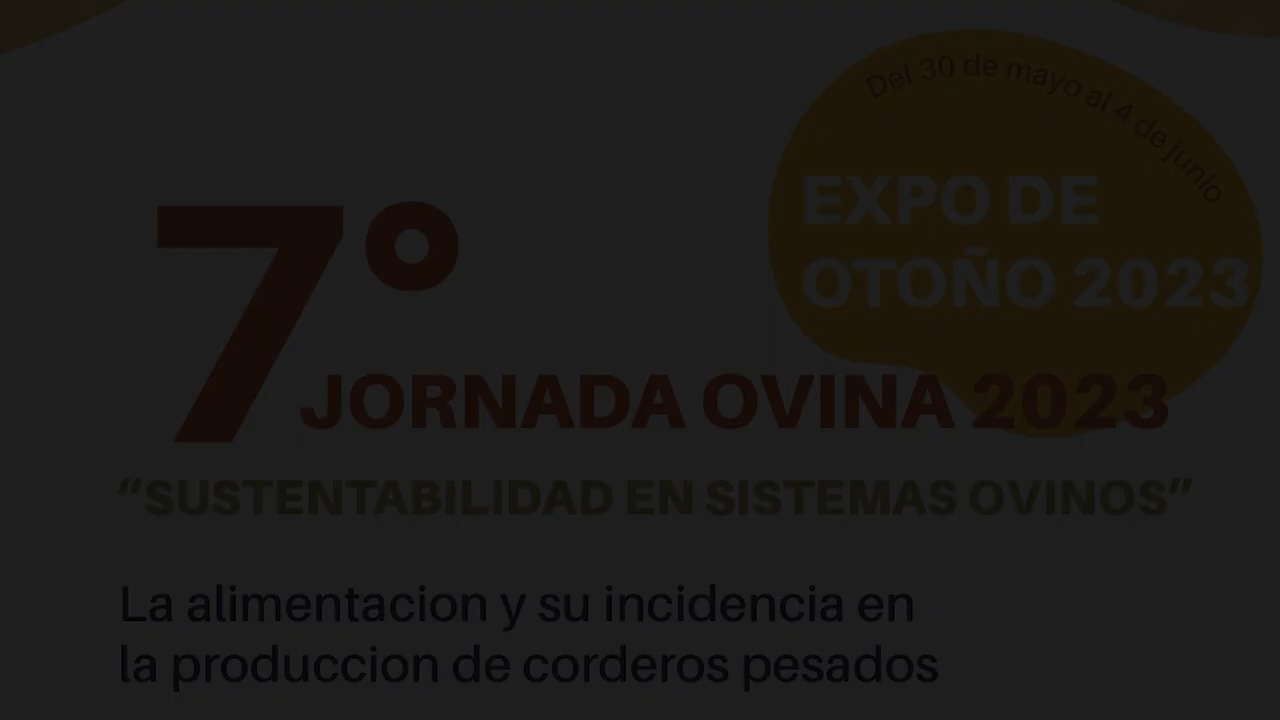 Del 30 de mayo al 4 de junio
EXPO DE
OTOÑO 2023
7°
JORNADA OVINA 2023
“SUSTENTABILIDAD EN SISTEMAS OVINOS”
La alimentacion y su incidencia en
la produccion de corderos pesados